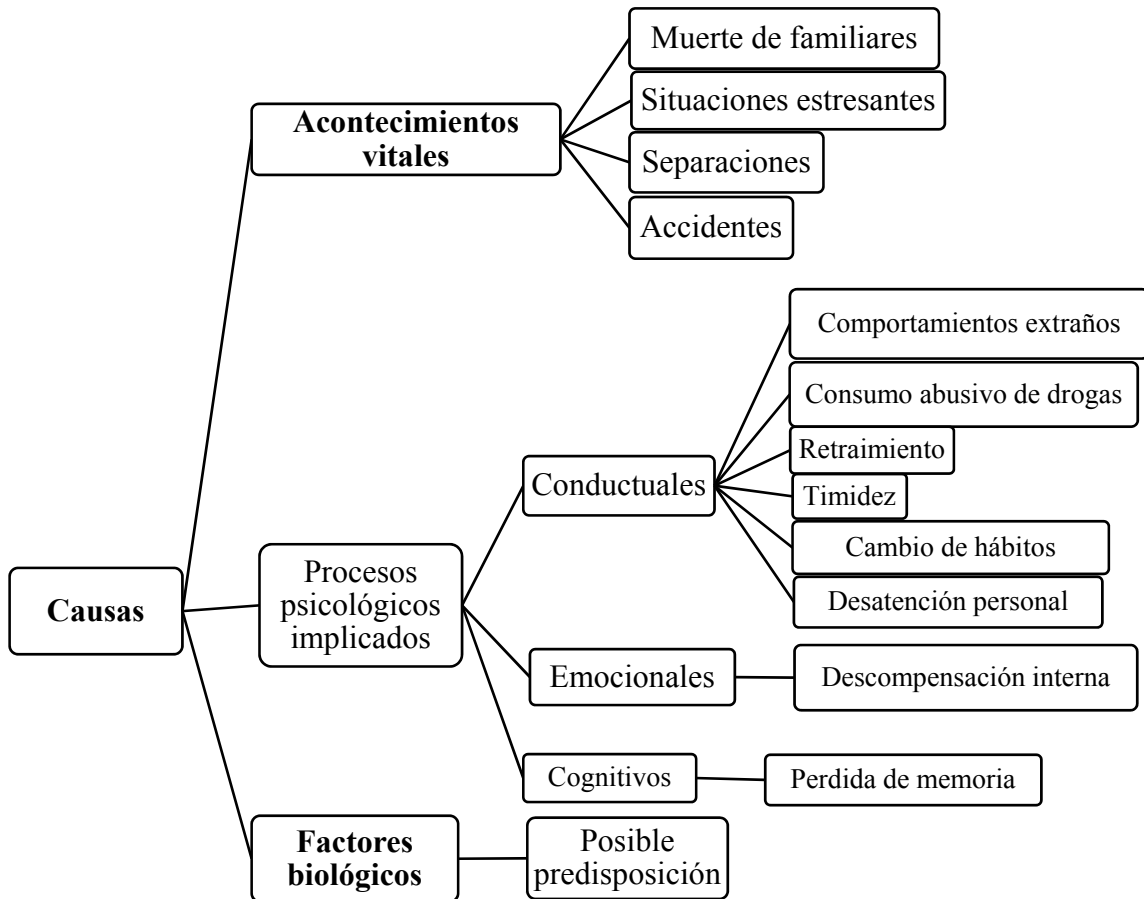 Causas
Acontecimientos
vitales
Muerte de familiares
Situaciones estresantes
Separaciones
Accidentes
Procesos
psicológicos
implicados
Conductuales
Comportamientos extraños
Consumo abusivo de drogas
Retraimiento
Timidez
Cambio de hábitos
Desatención personal
Emocionales
Descompensación interna
Cognitivos
Perdida de memoria
Factores
biológicos
Posible
predisposición